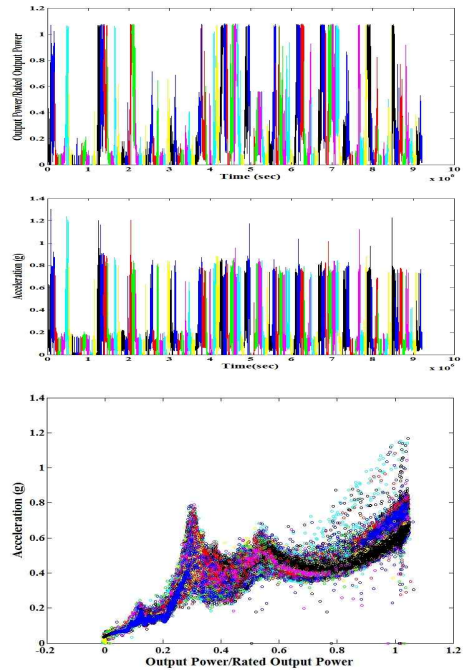 Output Power/Rated Output Power
1.2
1
0.8
0.6
0.4
0.2
0
0 1 2 3 4 5 6 7 8 9 10
Time (sec)
x 10⁶
Acceleration (g)
1.4
1.2
1
0.8
0.6
0.4
0.2
0
0 1 2 3 4 5 6 7 8 9 10
Time(sec)
x 10⁶
Acceleration (g)
1.4
1.2
1
0.8
0.6
0.4
0.2
0
-0.2 0 0.2 0.4 0.6 0.8 1 1.2
Output Power/Rated Output Power